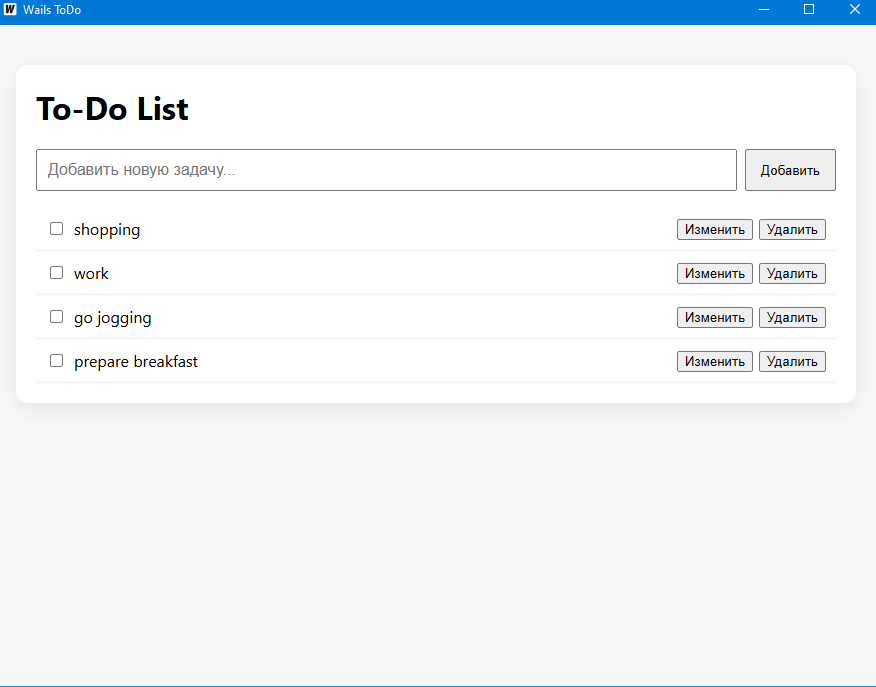 W Wails ToDo
To-Do List
Добавить новую задачу... Добавить
shopping Изменить Удалить
work Изменить Удалить
go jogging Изменить Удалить
prepare breakfast Изменить Удалить